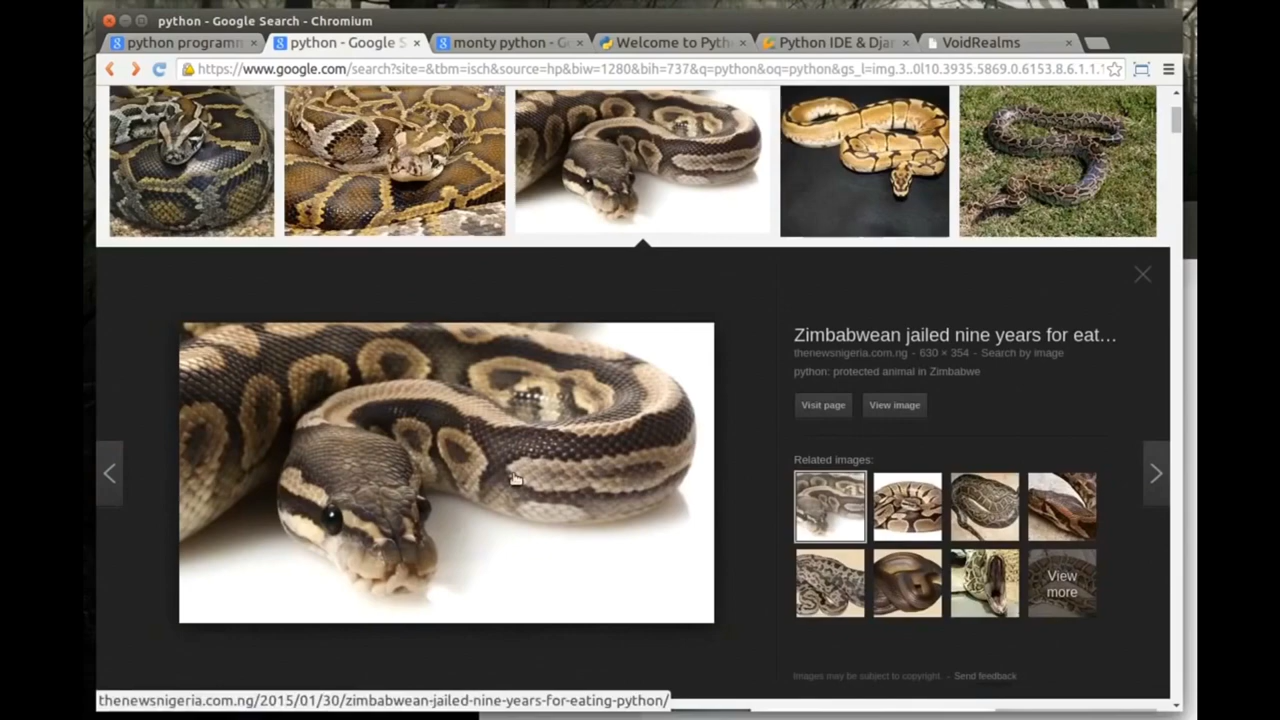 python - Google Search - Chromium
python programm
python - Google S
monty python - Go
Welcome to Pyth
Python IDE & Djan
VoidRealms
https://www.google.com/search?site=&tbm=isch&source=hp&biw=1280&bih=737&q=python&oq=python&gs_l=img.3..0l10.3935.5869.0.6153.8.6.1.1.1
Zimbabwean jailed nine years for eat…
thenewsnigeria.com.ng - 630 × 354 - Search by image
python: protected animal in Zimbabwe
Visit page View image
Related images:
View
more
Images may be subject to copyright. - Send feedback
thenewsnigeria.com.ng/2015/01/30/zimbabwean-jailed-nine-years-for-eating-python/